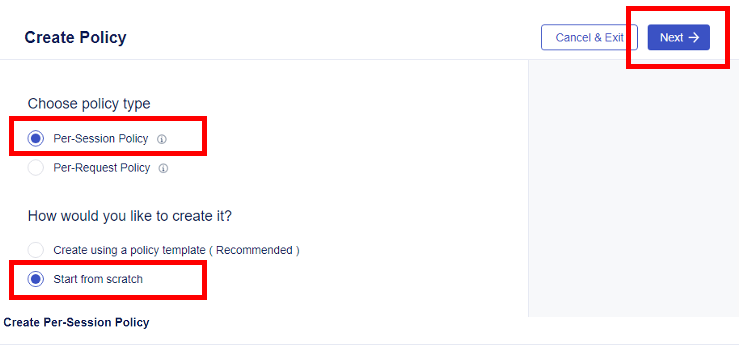 Create Policy
Cancel & Exit
Next →
Choose policy type
Per-Session Policy
Per-Request Policy
How would you like to create it?
Create using a policy template ( Recommended )
Start from scratch
Create Per-Session Policy